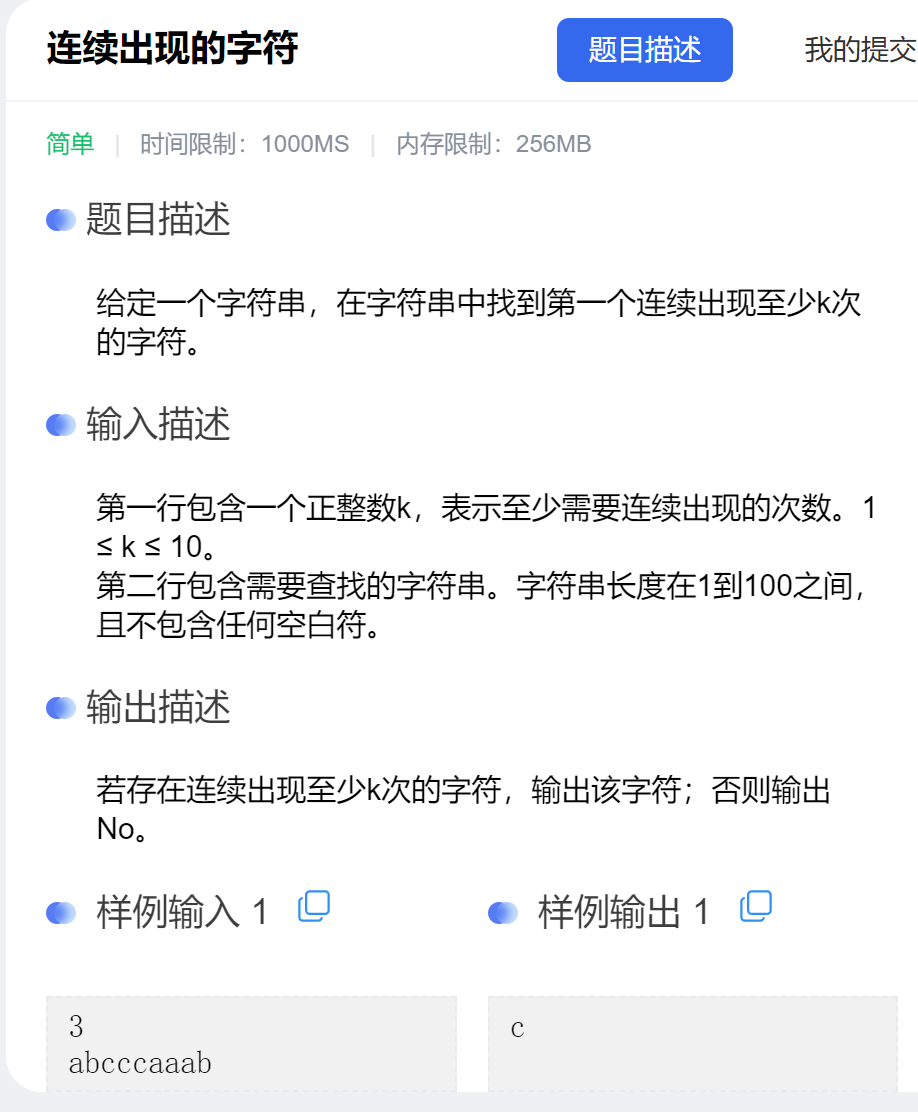 连续出现的字符
题目描述
我的提交
简单 | 时间限制：1000MS | 内存限制：256MB
题目描述
给定一个字符串，在字符串中找到第一个连续出现至少k次
的字符。
输入描述
第一行包含一个正整数k，表示至少需要连续出现的次数。1
≤ k ≤ 10。
第二行包含需要查找的字符串。字符串长度在1到100之间，
且不包含任何空白符。
输出描述
若存在连续出现至少k次的字符，输出该字符；否则输出
No。
样例输入 1
样例输出 1
3
abcccaaab
c